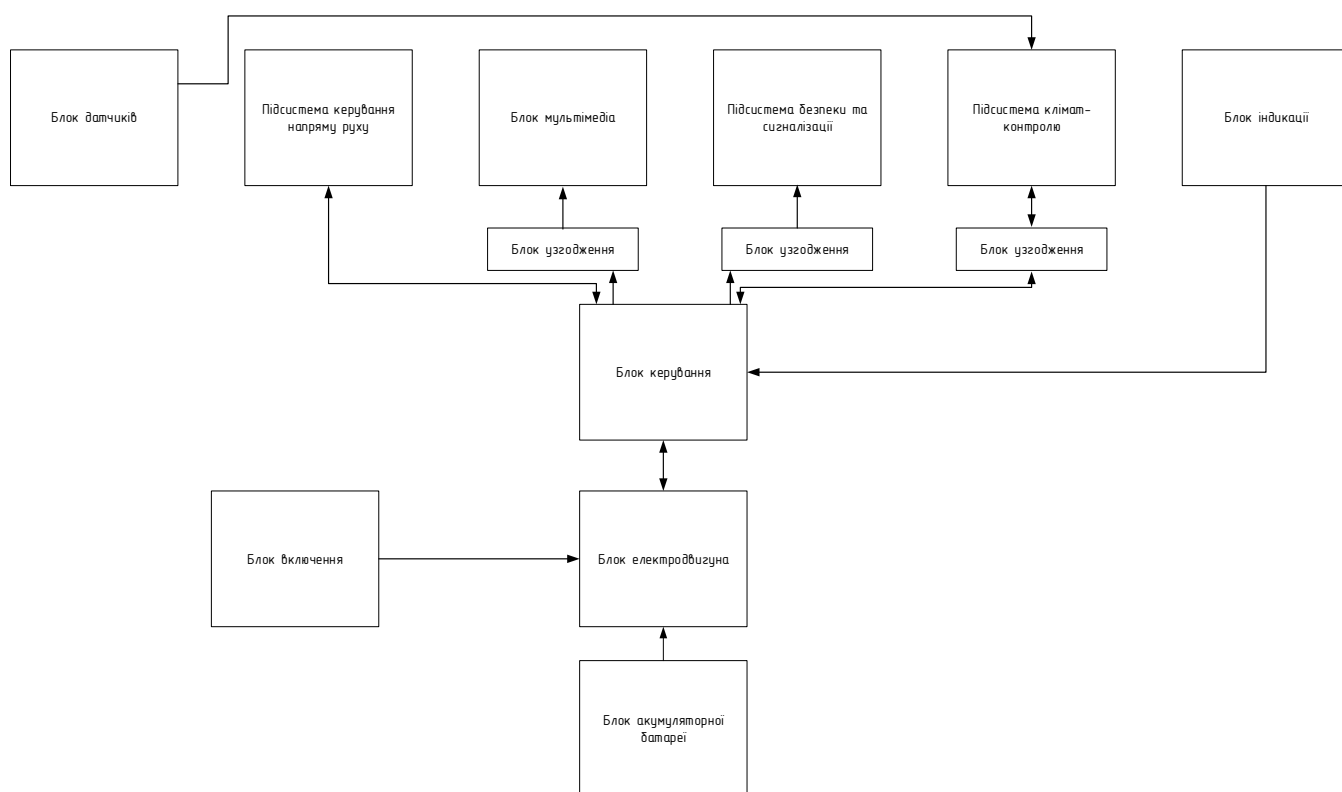 Блок датчиків
Підсистема керування
напряму руху
Блок мультімедіа
Підсистема безпеки та
сигналізації
Підсистема клімат-
контролю
Блок індикації
Блок узгодження
Блок узгодження
Блок узгодження
Блок керування
Блок включення
Блок електродвигуна
Блок акумуляторної
батареї